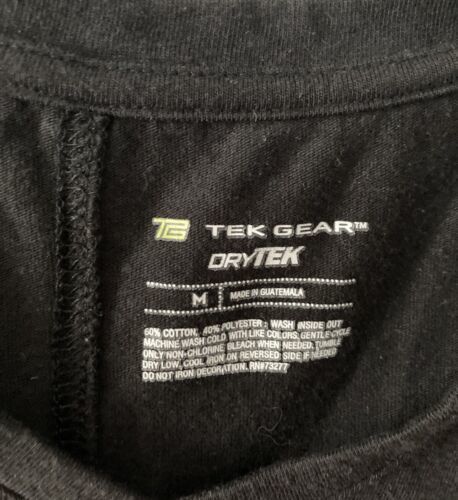 TG TEK GEAR™
DRYTEK
M MADE IN GUATEMALA
60% COTTON, 40% POLYESTER : WASH INSIDE OUT
MACHINE WASH COLD WITH LIKE COLORS, GENTLE CYCLE
ONLY NON-CHLORINE BLEACH WHEN NEEDED, TUMBLE
DRY LOW, COOL IRON ON REVERSED SIDE IF NEEDED
DO NOT IRON DECORATION. RN#73277